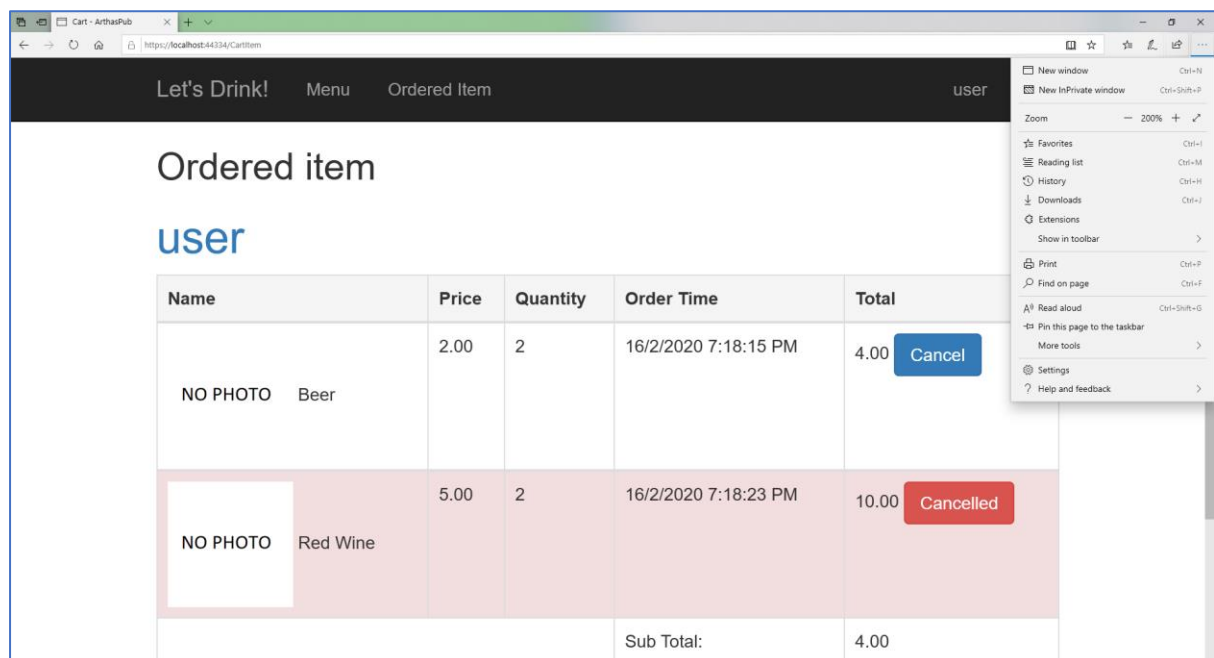 Cart - ArthasPub
https://localhost:44334/CartItem
Let's Drink! Menu Ordered Item user
Ordered item
user
Name Price Quantity Order Time Total
NO PHOTO Beer 2.00 2 16/2/2020 7:18:15 PM 4.00 Cancel
NO PHOTO Red Wine 5.00 2 16/2/2020 7:18:23 PM 10.00 Cancelled
Sub Total: 4.00
New window Ctrl+N
New InPrivate window Ctrl+Shift+P
Zoom 200%
Favorites Ctrl+I
Reading list Ctrl+M
History Ctrl+H
Downloads Ctrl+J
Extensions
Show in toolbar
Print Ctrl+P
Find on page Ctrl+F
Read aloud Ctrl+Shift+G
Pin this page to the taskbar
More tools
Settings
Help and feedback